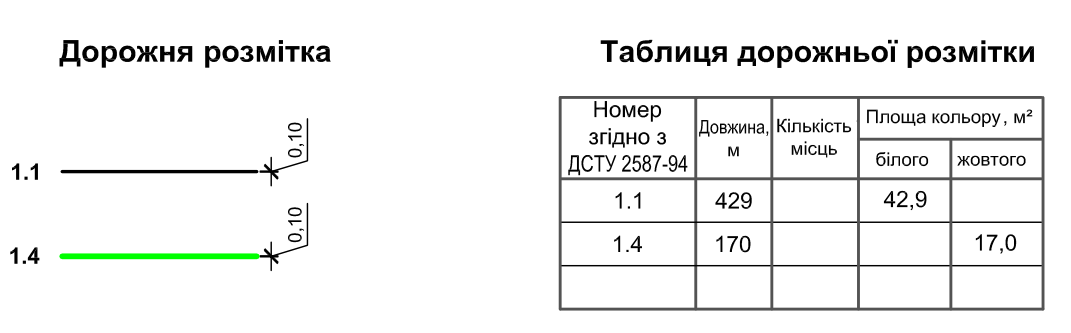 Дорожня розмітка
0,10
1.1
0,10
1.4
Таблиця дорожньої розмітки
Номер
згідно з
ДСТУ 2587-94
Довжина,
м
Кількість
місць
Площа кольору, м²
білого жовтого
1.1 429 42,9
1.4 170 17,0